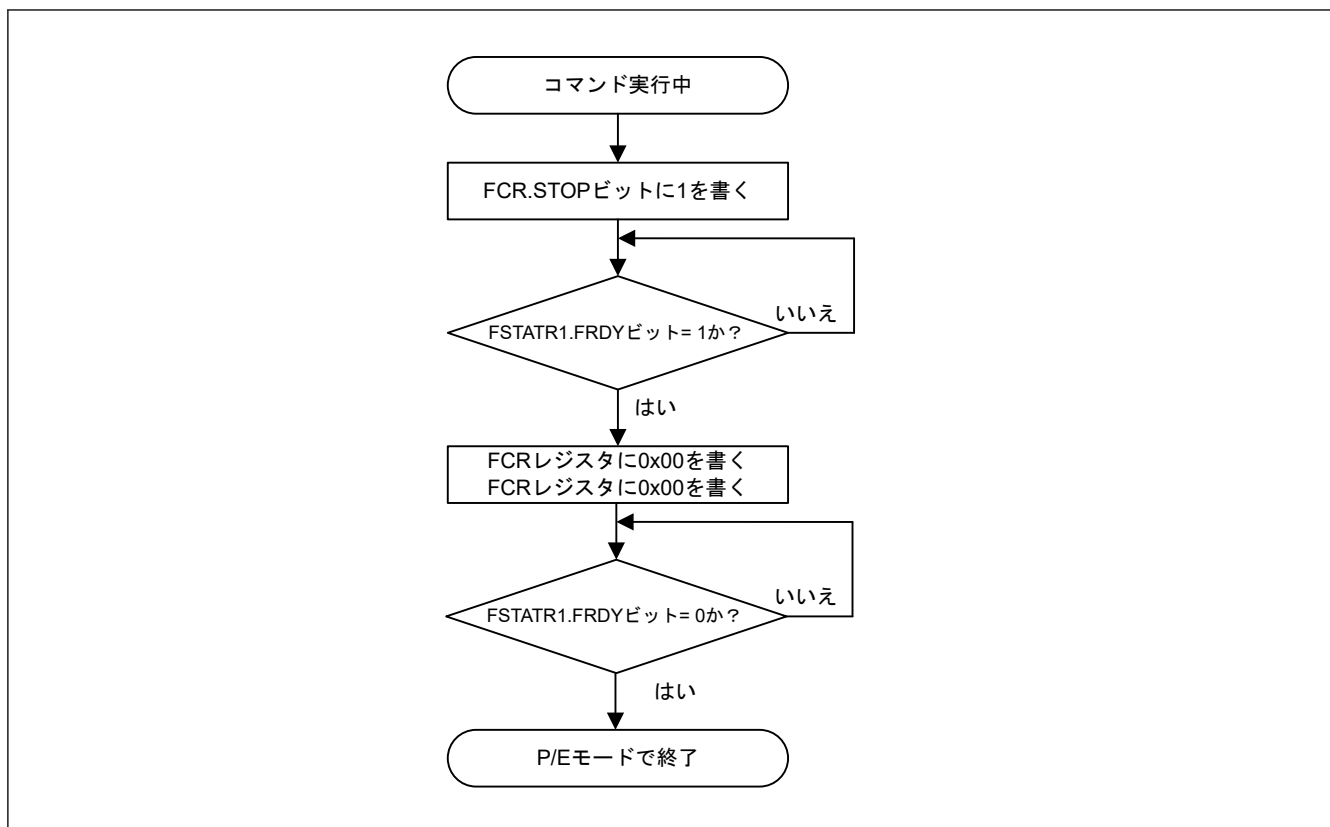 コマンド実行中
FCR.STOPビットに1を書く
いいえ
FSTATR1.FRDYビット= 1か？
はい
FCRレジスタに0x00を書く
FCRレジスタに0x00を書く
いいえ
FSTATR1.FRDYビット= 0か？
はい
P/Eモードで終了